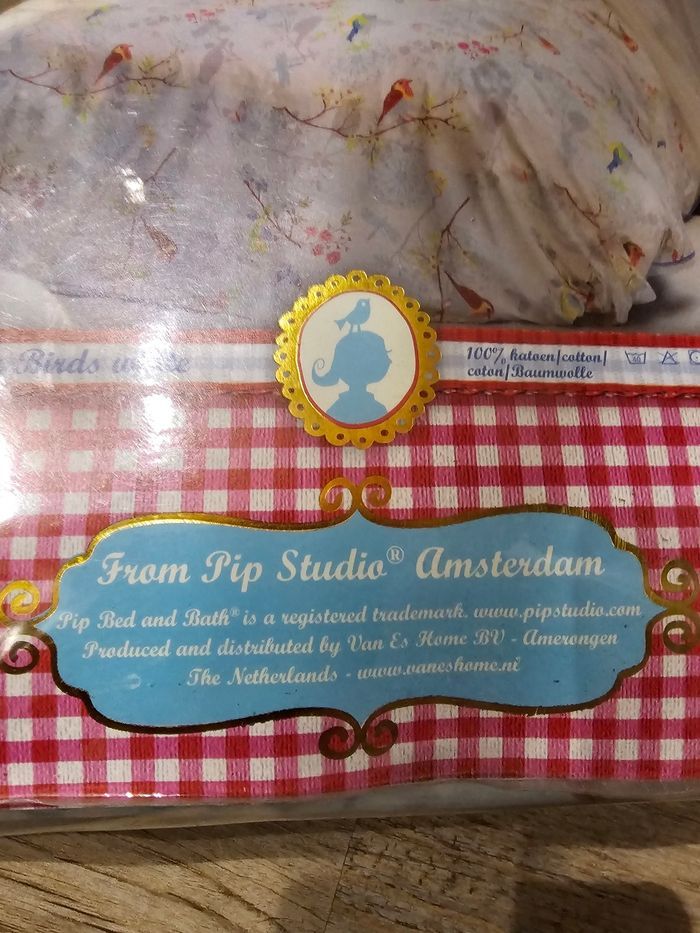 Birds white
100% katoen/cotton/
coton/Baumwolle
From Pip Studio® Amsterdam
Pip Bed and Bath® is a registered trademark. www.pipstudio.com
Produced and distributed by Van Es Home BV - Amerongen
The Netherlands - www.vaneshome.nl